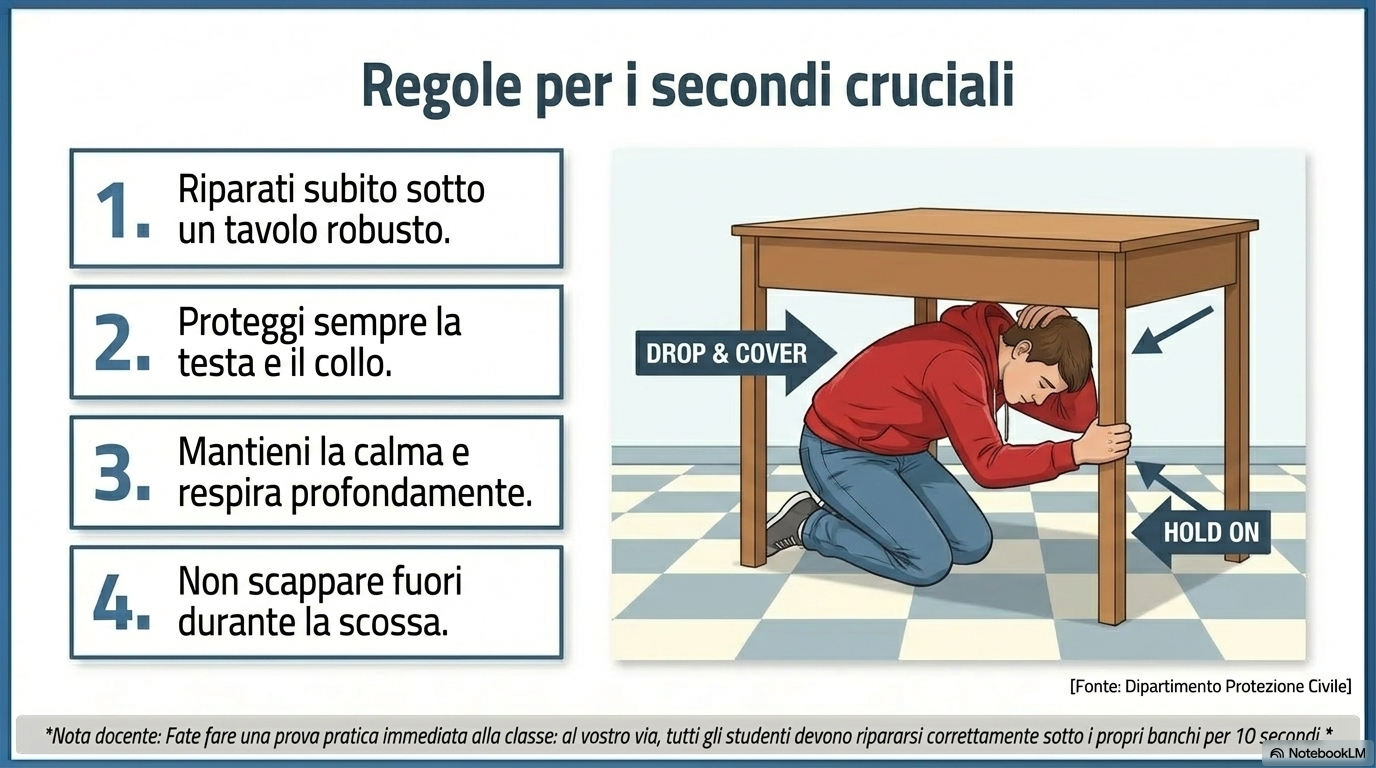 Regole per i secondi cruciali
1. Riparati subito sotto
un tavolo robusto.
2. Proteggi sempre la
testa e il collo.
3. Mantieni la calma e
respira profondamente.
4. Non scappare fuori
durante la scossa.
DROP & COVER
HOLD ON
[Fonte: Dipartimento Protezione Civile]
*Nota docente: Fate fare una prova pratica immediata alla classe: al vostro via, tutti gli studenti devono ripararsi correttamente sotto i propri banchi per 10 secondi.*
NotebookLM